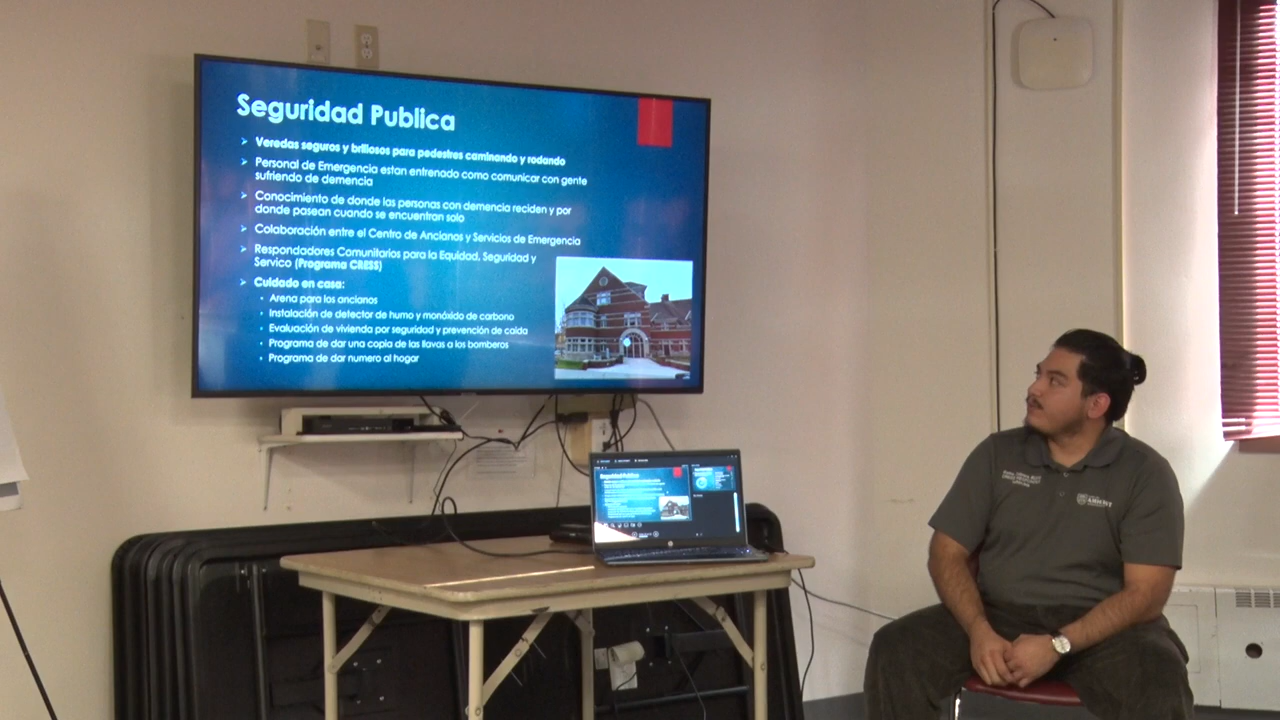 Seguridad Publica
Veredas seguros y brillosos para pedestres caminando y rodando
Personal de Emergencia estan entrenado como comunicar con gente
sufriendo de demencia
Conocimiento de donde las personas con demencia reciden y por
donde pasean cuando se encuentran solo
Colaboración entre el Centro de Ancianos y Servicios de Emergencia
Respondadores Comunitarios para la Equidad, Seguridad y
Servico (Programa CRESS)
Cuidado en casa:
Arena para los ancianos
Instalación de detector de humo y monóxido de carbono
Evaluación de vivienda por seguridad y prevención de caida
Programa de dar una copia de las llavas a los bomberos
Programa de dar numero al hogar
Seguridad Publica